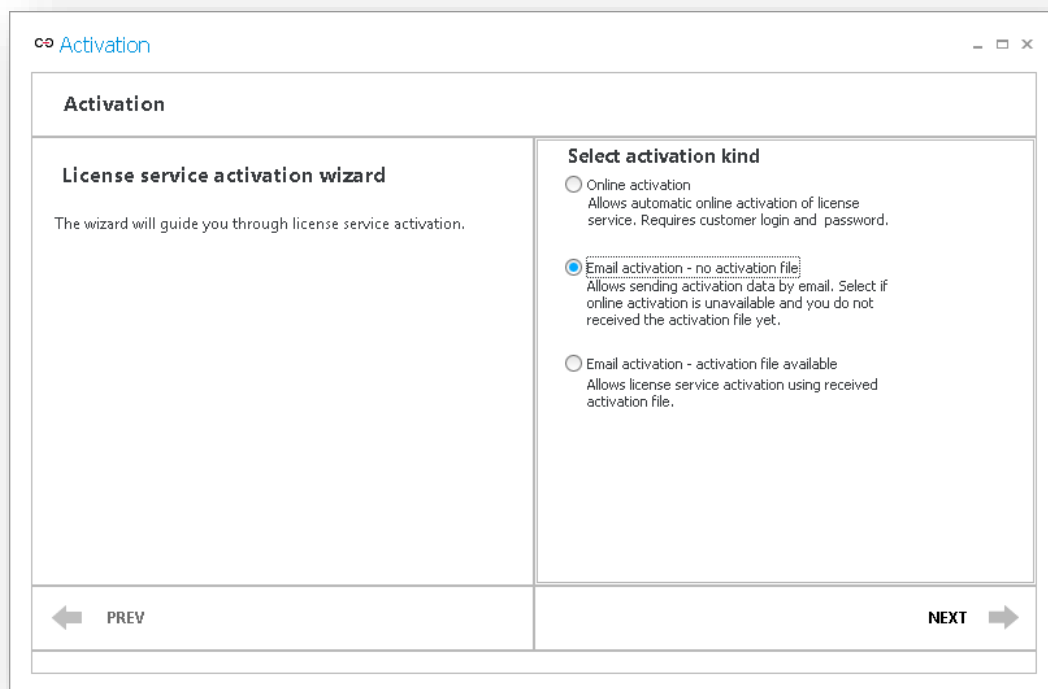 Activation
Activation
License service activation wizard
The wizard will guide you through license service activation.
Select activation kind
Online activation
Allows automatic online activation of license
service. Requires customer login and password.
Email activation - no activation file
Allows sending activation data by email. Select if
online activation is unavailable and you do not
received the activation file yet.
Email activation - activation file available
Allows license service activation using received
activation file.
PREV
NEXT